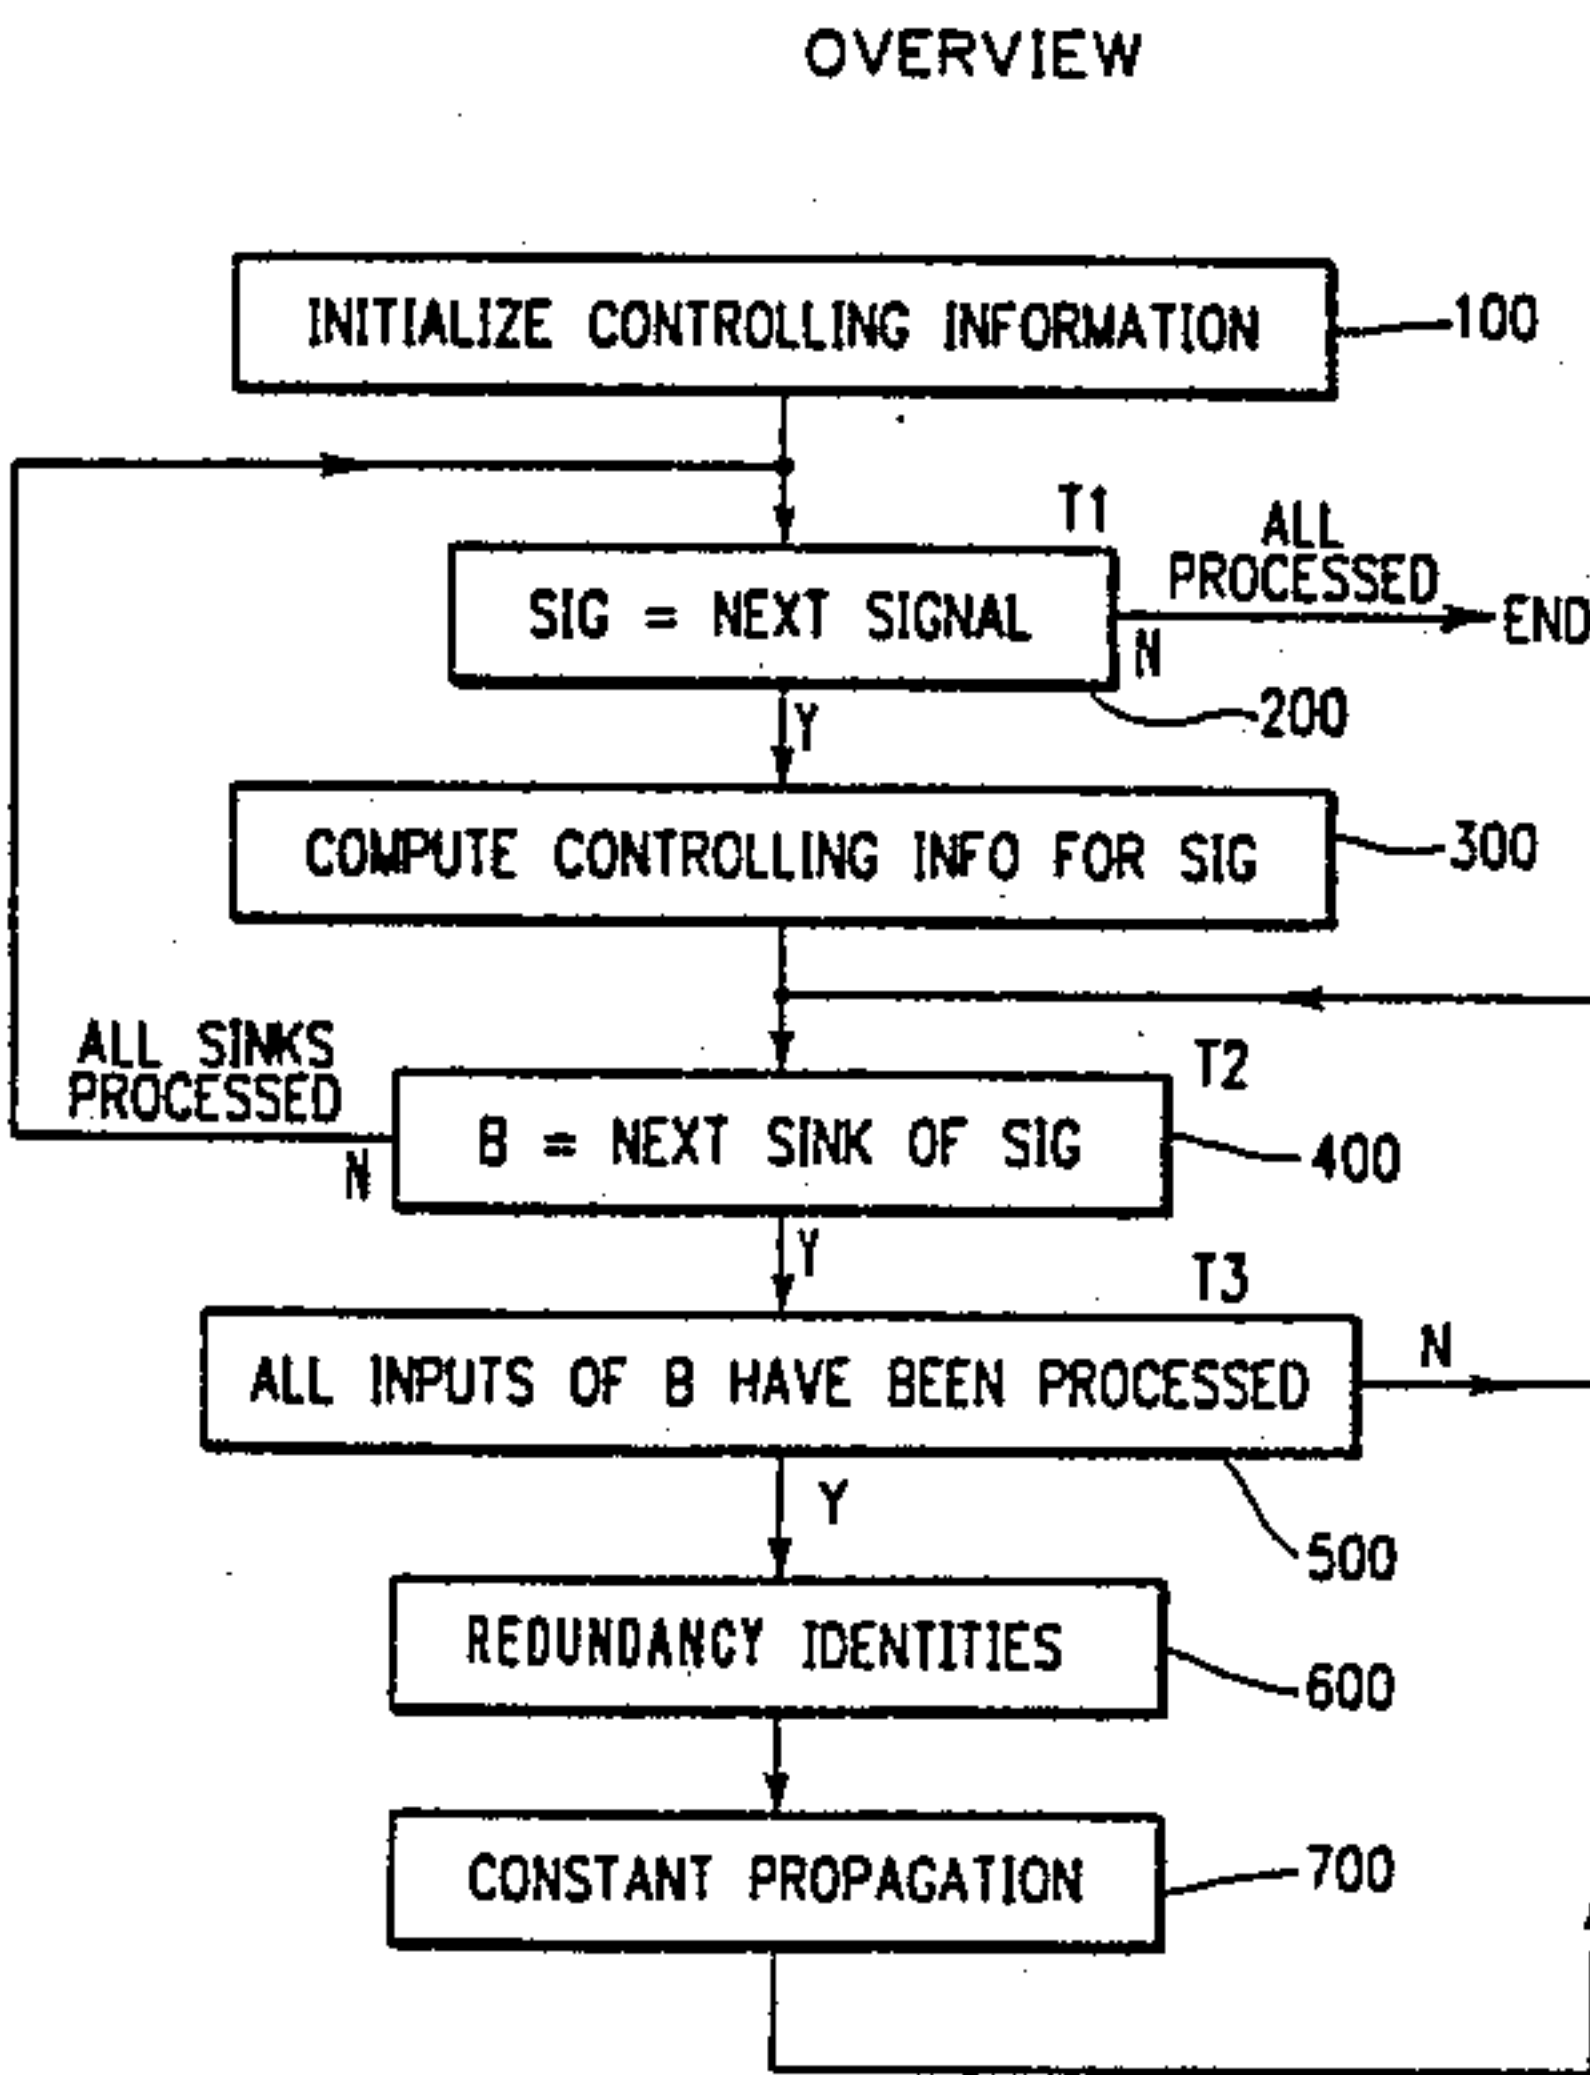 OVERVIEW
INITIALIZE CONTROLLING INFORMATION
100
T1
ALL
PROCESSED
SIG = NEXT SIGNAL
END
N
200
Y
COMPUTE CONTROLLING INFO FOR SIG
300
ALL SINKS
PROCESSED
T2
B = NEXT SINK OF SIG
400
N
Y
T3
ALL INPUTS OF B HAVE BEEN PROCESSED
N
Y
500
REDUNDANCY IDENTITIES
600
CONSTANT PROPAGATION
700